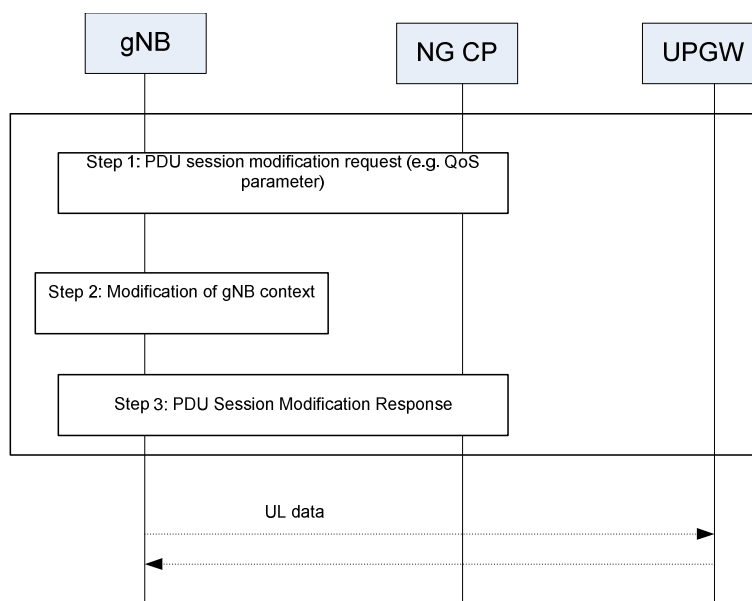 gNB
NG CP
UPGW
Step 1: PDU session modification request (e.g. QoS
parameter)
Step 2: Modification of gNB context
Step 3: PDU Session Modification Response
UL data